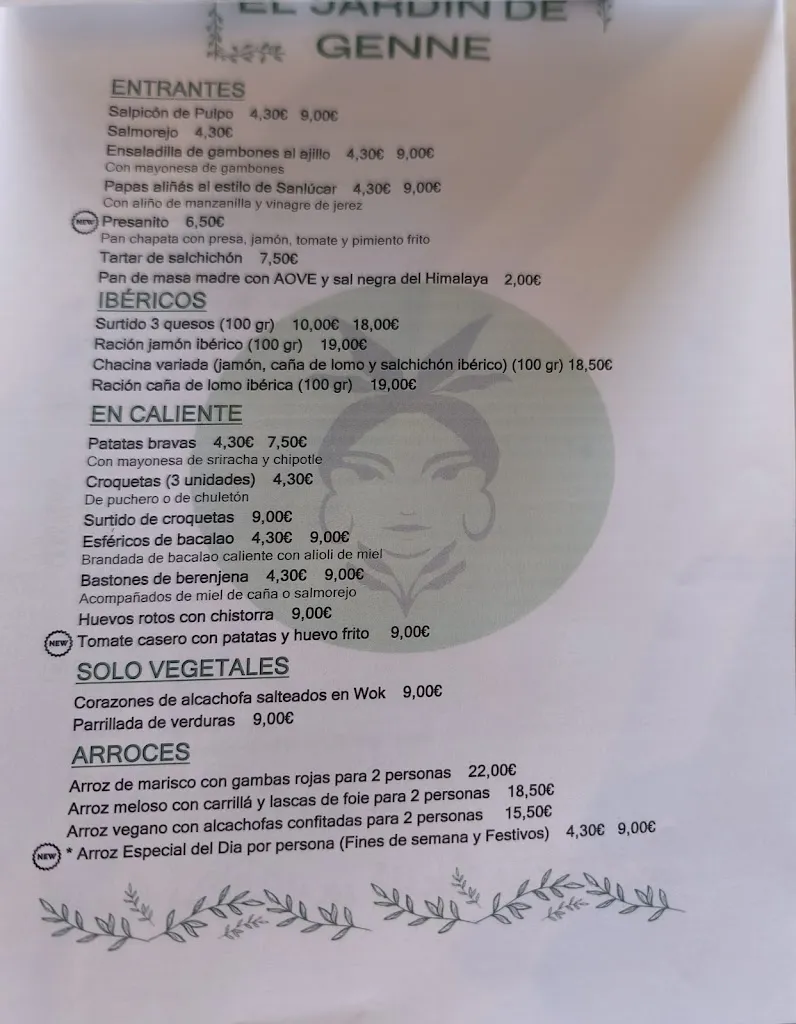 EL JARDIN DE
GENNE
ENTRANTES
Salpicón de Pulpo 4,30€ 9,00€
Salmorejo 4,30€
Ensaladilla de gambones al ajillo 4,30€ 9,00€
Con mayonesa de gambones
Papas aliñás al estilo de Sanlúcar 4,30€ 9,00€
Con aliño de manzanilla y vinagre de jerez
NEW Presanito 6,50€
Pan chapata con presa, jamón, tomate y pimiento frito
Tartar de salchichón 7,50€
Pan de masa madre con AOVE y sal negra del Himalaya 2,00€
IBÉRICOS
Surtido 3 quesos (100 gr) 10,00€ 18,00€
Ración jamón ibérico (100 gr) 19,00€
Chacina variada (jamón, caña de lomo y salchichón ibérico) (100 gr) 18,50€
Ración caña de lomo ibérica (100 gr) 19,00€
EN CALIENTE
Patatas bravas 4,30€ 7,50€
Con mayonesa de sriracha y chipotle
Croquetas (3 unidades) 4,30€
De puchero o de chuletón
Surtido de croquetas 9,00€
Esféricos de bacalao 4,30€ 9,00€
Brandada de bacalao caliente con alioli de miel
Bastones de berenjena 4,30€ 9,00€
Acompañados de miel de caña o salmorejo
Huevos rotos con chistorra 9,00€
NEW Tomate casero con patatas y huevo frito 9,00€
SOLO VEGETALES
Corazones de alcachofa salteados en Wok 9,00€
Parrillada de verduras 9,00€
ARROCES
Arroz de marisco con gambas rojas para 2 personas 22,00€
Arroz meloso con carrillá y lascas de foie para 2 personas 18,50€
Arroz vegano con alcachofas confitadas para 2 personas 15,50€
NEW * Arroz Especial del Dia por persona (Fines de semana y Festivos) 4,30€ 9,00€